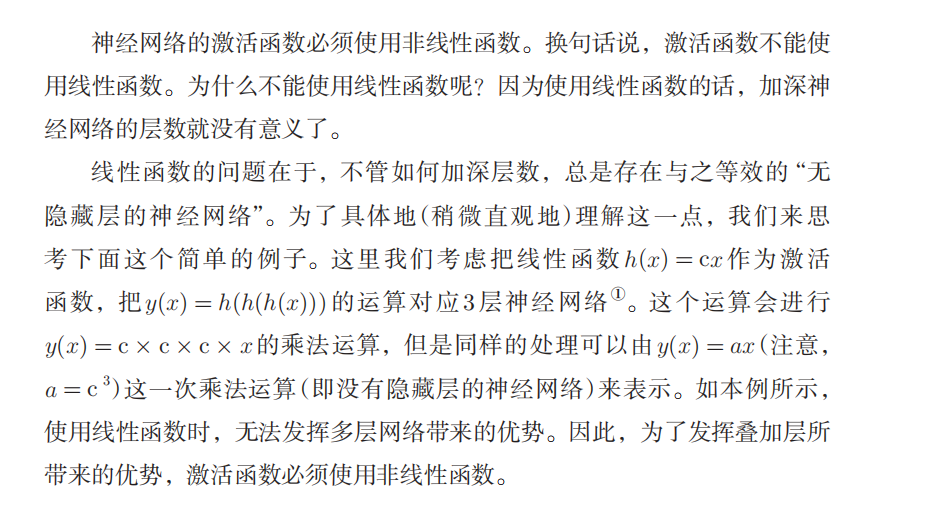 神经网络的激活函数必须使用非线性函数。换句话说，激活函数不能使
用线性函数。为什么不能使用线性函数呢？因为使用线性函数的话，加深神
经网络的层数就没有意义了。
线性函数的问题在于，不管如何加深层数，总是存在与之等效的“无
隐藏层的神经网络”。为了具体地(稍微直观地)理解这一点，我们来思
考下面这个简单的例子。这里我们考虑把线性函数 h(x) = cx 作为激活
函数，把 y(x) = h(h(h(x))) 的运算对应3层神经网络①。这个运算会进行
y(x) = c × c × c × x 的乘法运算，但是同样的处理可以由 y(x) = ax (注意，
a = c³) 这一次乘法运算(即没有隐藏层的神经网络)来表示。如本例所示，
使用线性函数时，无法发挥多层网络带来的优势。因此，为了发挥叠加层所
带来的优势，激活函数必须使用非线性函数。